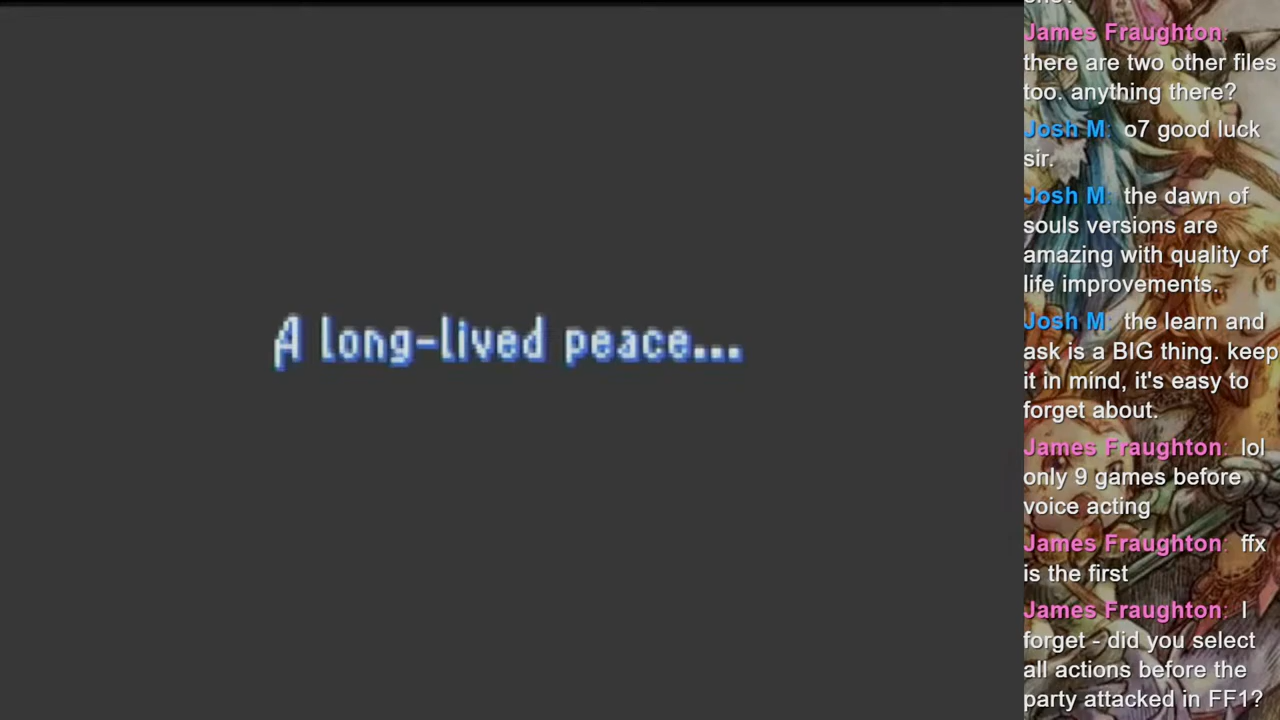 A long-lived peace...
James Fraughton:
there are two other files
too. anything there?
Josh M: o7 good luck
sir.
Josh M: the dawn of
souls versions are
amazing with quality of
life improvements.
Josh M: the learn and
ask is a BIG thing. keep
it in mind, it's easy to
forget about.
James Fraughton: lol
only 9 games before
voice acting
James Fraughton: ffx
is the first
James Fraughton: I
forget - did you select
all actions before the
party attacked in FF1?